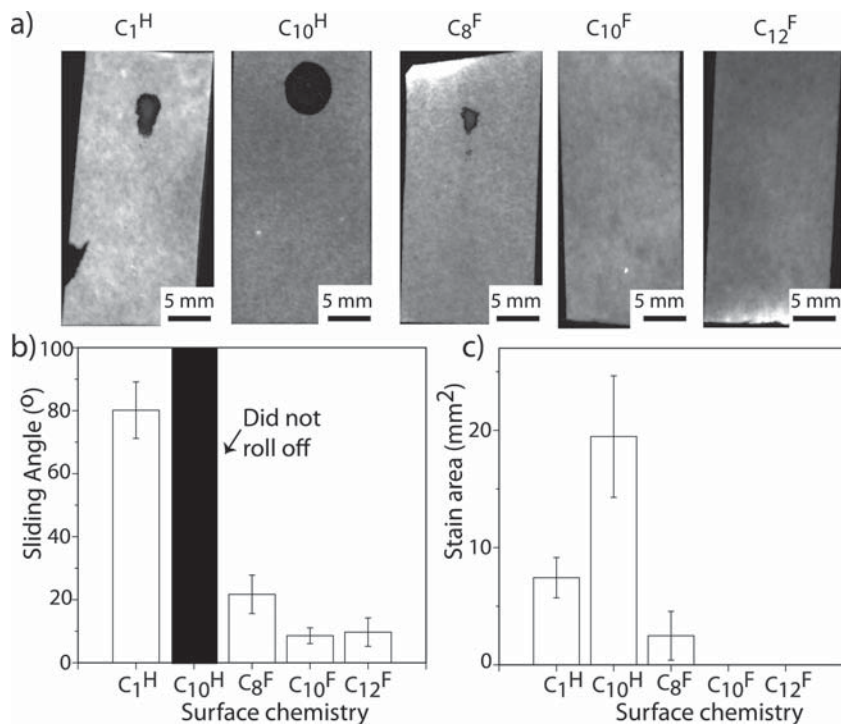 a)
C₁ᴴ C₁₀ᴴ C₈ꟳ C₁₀ꟳ C₁₂ꟳ
5 mm 5 mm 5 mm 5 mm 5 mm
b)
100
80
60
40
20
0
Sliding Angle (º)
Did not
roll off
C₁ᴴ C₁₀ᴴ C₈ꟳ C₁₀ꟳ C₁₂ꟳ
Surface chemistry
c)
20
10
0
Stain area (mm²)
C₁ᴴ C₁₀ᴴ C₈ꟳ C₁₀ꟳ C₁₂ꟳ
Surface chemistry